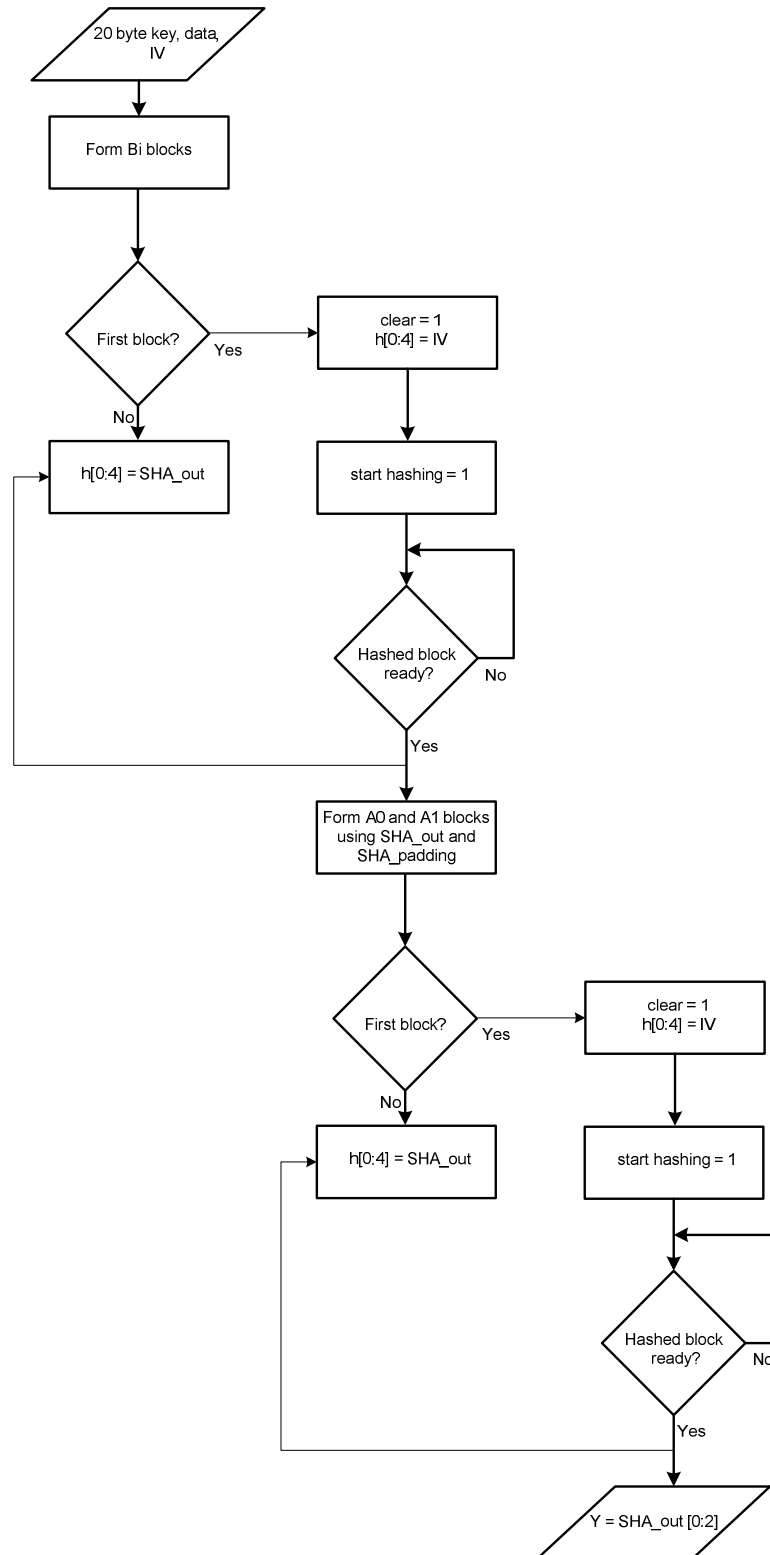 20 byte key, data,
IV
Form Bi blocks
First block?
Yes
clear = 1
h[0:4] = IV
No
h[0:4] = SHA_out
start hashing = 1
Hashed block
ready?
No
Yes
Form A0 and A1 blocks
using SHA_out and
SHA_padding
First block?
Yes
clear = 1
h[0:4] = IV
No
h[0:4] = SHA_out
start hashing = 1
Hashed block
ready?
No
Yes
Y = SHA_out [0:2]